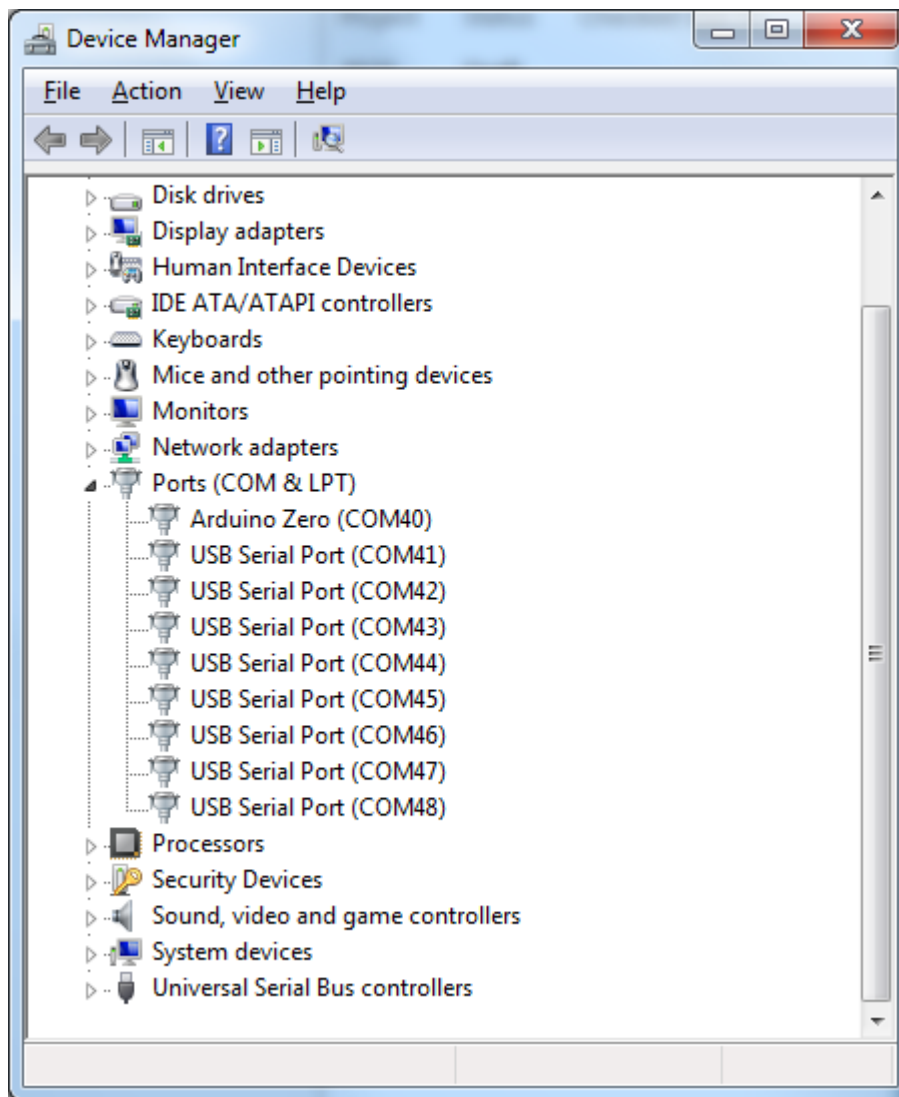 Device Manager
File Action View Help
Disk drives
Display adapters
Human Interface Devices
IDE ATA/ATAPI controllers
Keyboards
Mice and other pointing devices
Monitors
Network adapters
Ports (COM & LPT)
Arduino Zero (COM40)
USB Serial Port (COM41)
USB Serial Port (COM42)
USB Serial Port (COM43)
USB Serial Port (COM44)
USB Serial Port (COM45)
USB Serial Port (COM46)
USB Serial Port (COM47)
USB Serial Port (COM48)
Processors
Security Devices
Sound, video and game controllers
System devices
Universal Serial Bus controllers